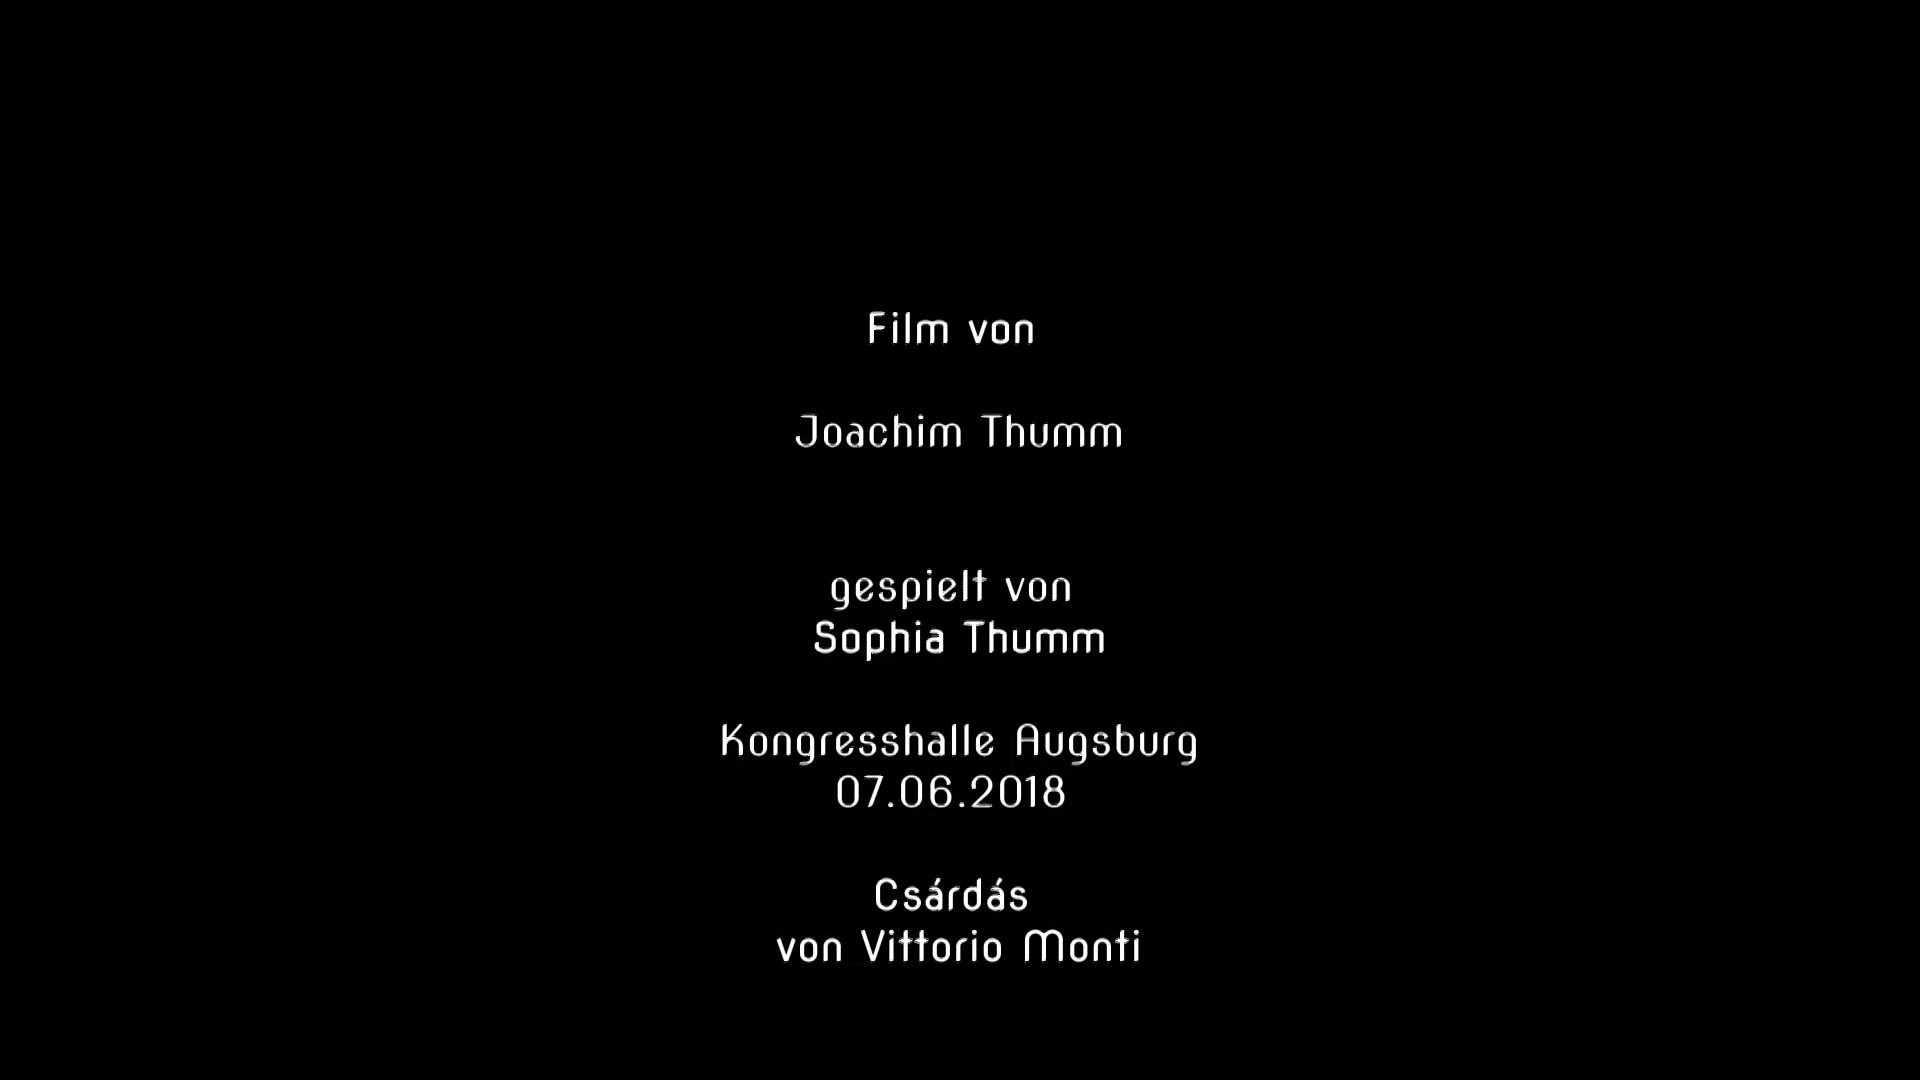 Film von
Joachim Thumm
gespielt von
Sophia Thumm
Kongresshalle Augsburg
07.06.2018
Csárdás
von Vittorio Monti